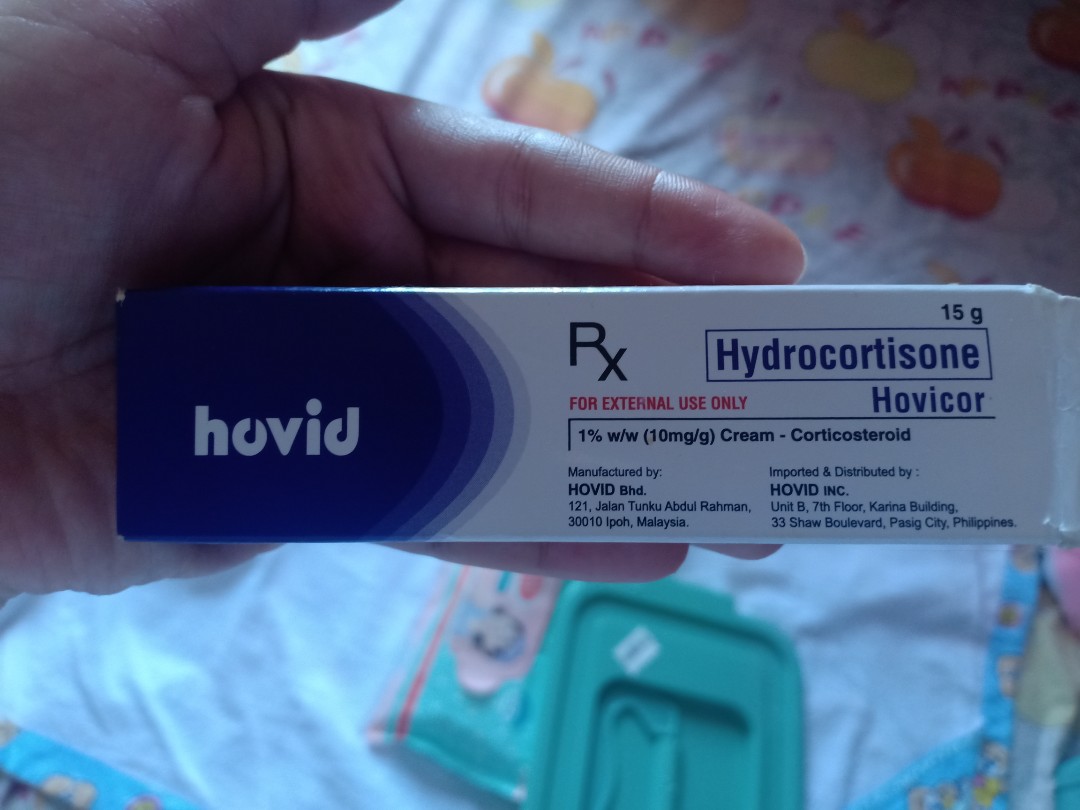 hovid
Rx
15 g
Hydrocortisone
Hovicor
FOR EXTERNAL USE ONLY
1% w/w (10mg/g) Cream - Corticosteroid
Manufactured by:
HOVID Bhd.
121, Jalan Tunku Abdul Rahman,
30010 Ipoh, Malaysia.
Imported & Distributed by :
HOVID INC.
Unit B, 7th Floor, Karina Building,
33 Shaw Boulevard, Pasig City, Philippines.